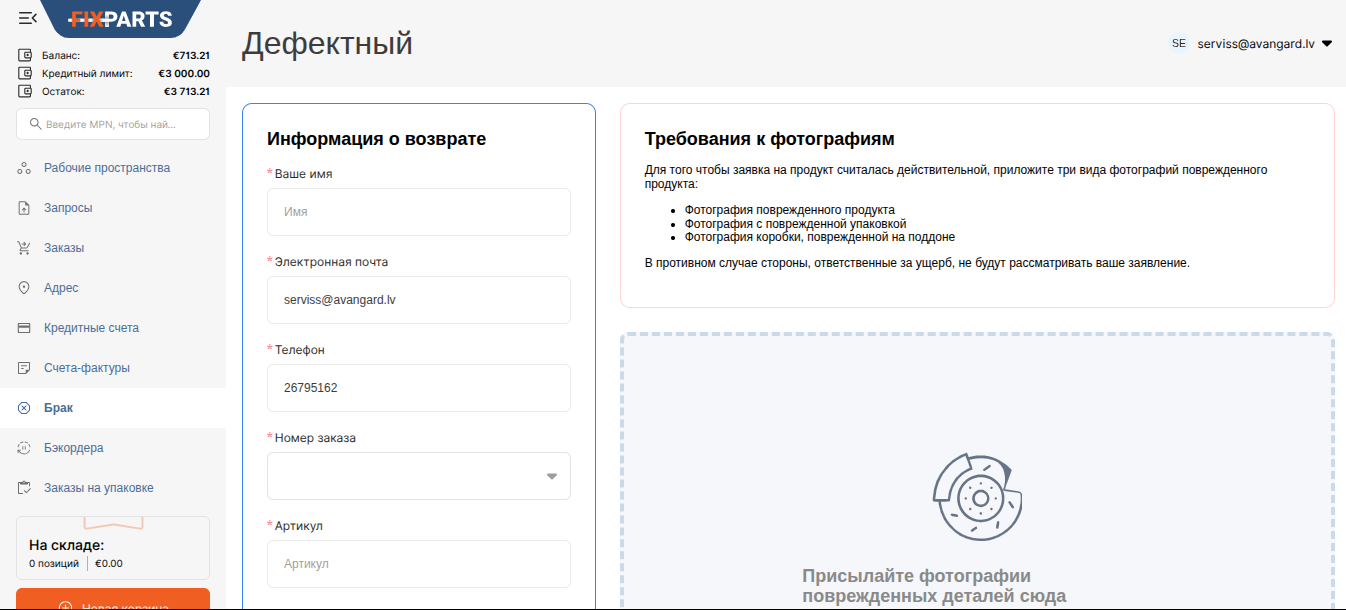 FIXPARTS
Дефектный
SE serviss@avangard.lv
Баланс: €713.21
Кредитный лимит: €3 000.00
Остаток: €3 713.21
Введите MPN, чтобы най...
Рабочие пространства
Запросы
Заказы
Адрес
Кредитные счета
Счета-фактуры
Брак
Бэкордера
Заказы на упаковке
На складе:
0 позиций €0.00
Новая корзина
Информация о возврате
*Ваше имя
Имя
*Электронная почта
serviss@avangard.lv
*Телефон
26795162
*Номер заказа
*Артикул
Артикул
Требования к фотографиям
Для того чтобы заявка на продукт считалась действительной, приложите три вида фотографий поврежденного
продукта:
• Фотография поврежденного продукта
• Фотография с поврежденной упаковкой
• Фотография коробки, поврежденной на поддоне
В противном случае стороны, ответственные за ущерб, не будут рассматривать ваше заявление.
Присылайте фотографии
поврежденных деталей сюда